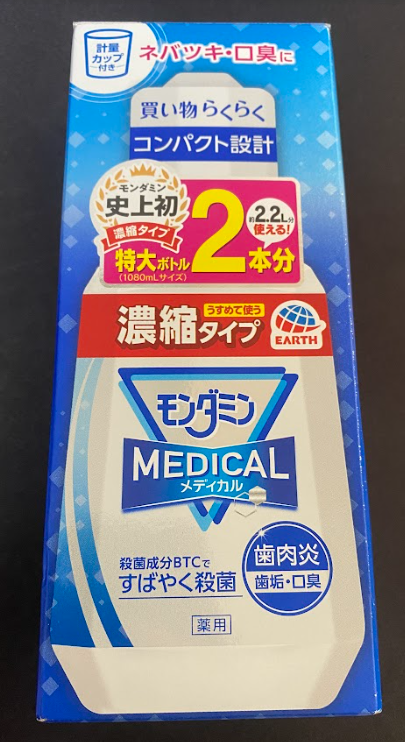 計量
カップ
付き
ネバツキ・口臭に
買い物らくらく
コンパクト設計
モンダミン
史上初
濃縮タイプ
特大ボトル
(1080mLサイズ)
2本分
約2.2L分
使える!
濃縮タイプ
うすめて使う
EARTH
モンダミン
MEDICAL
メディカル
殺菌成分BTCで
すばやく殺菌
歯肉炎
歯垢・口臭
薬用